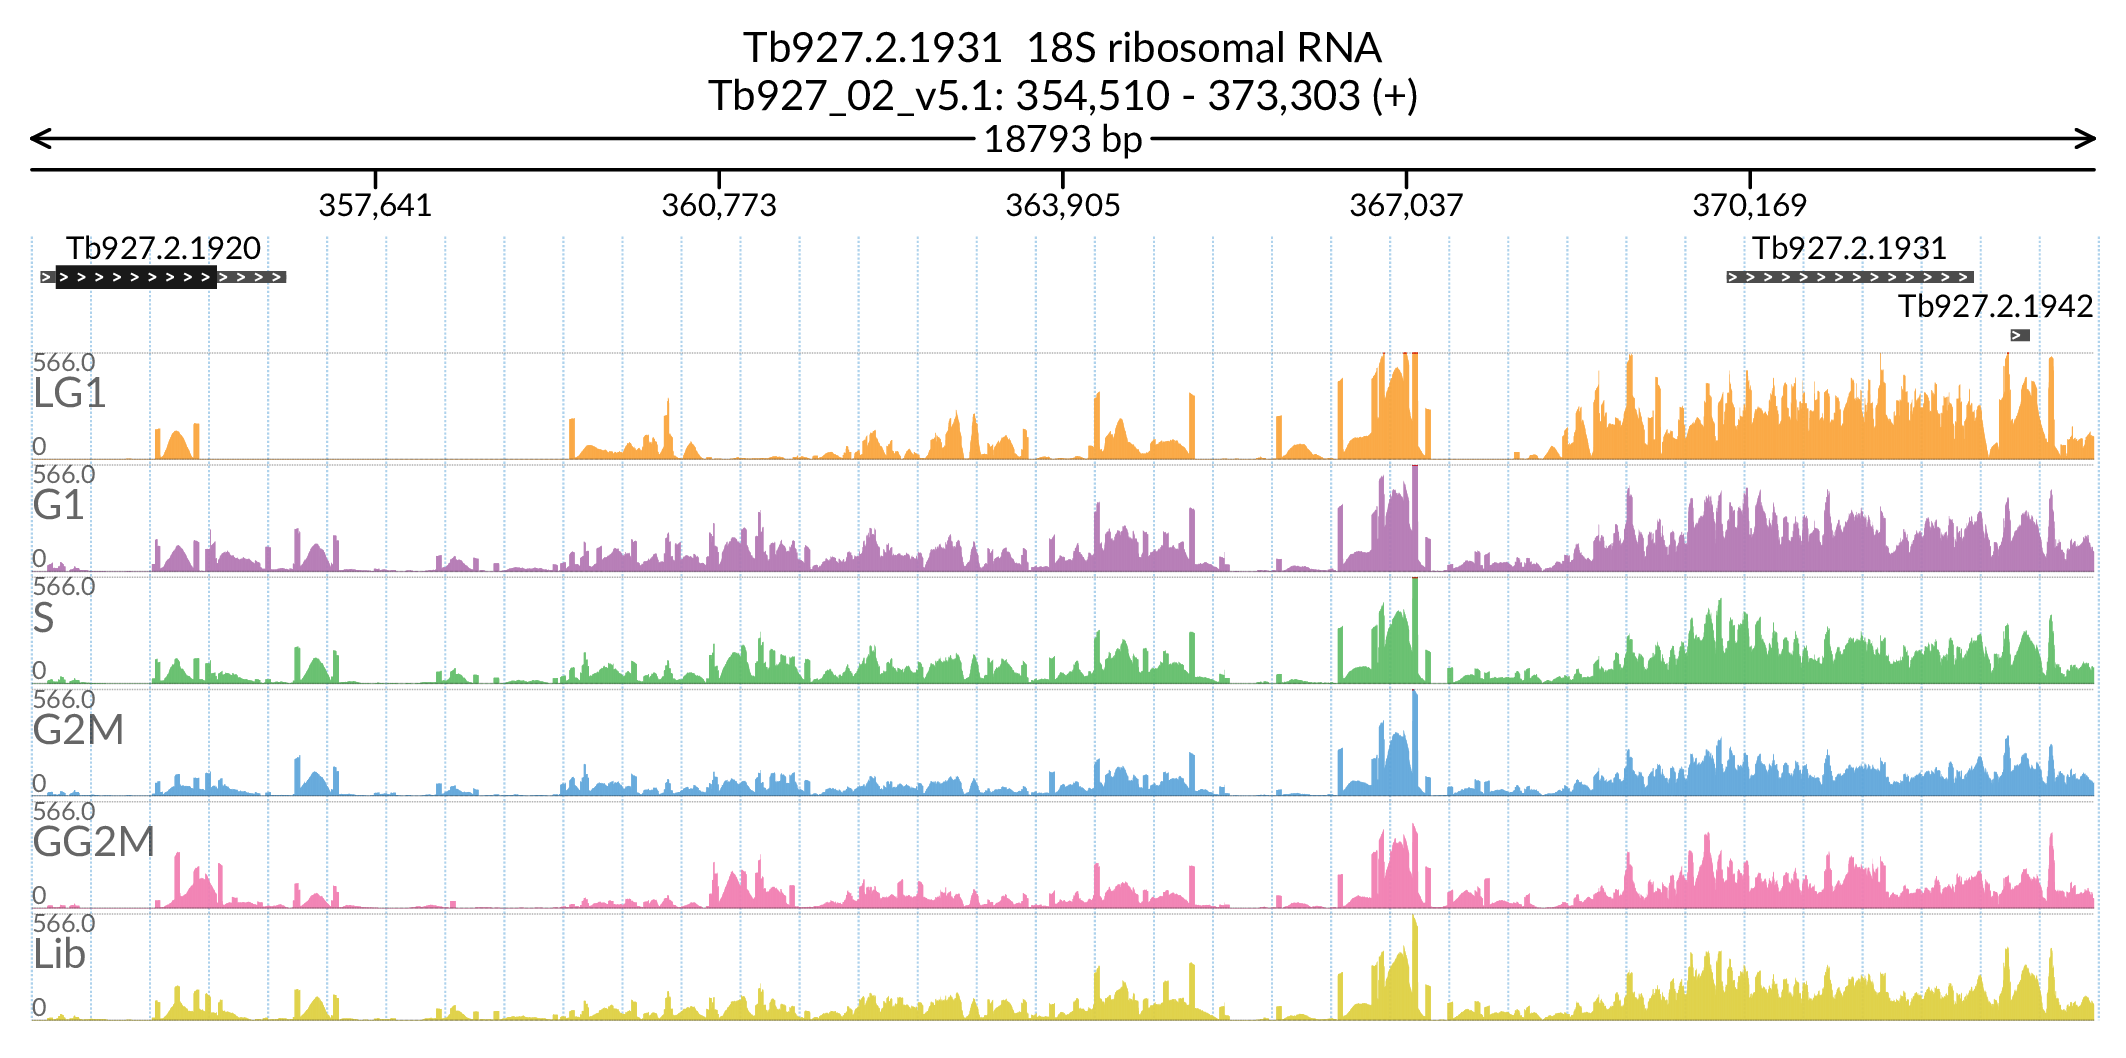 Tb927.2.1931 18S ribosomal RNA
Tb927_02_v5.1: 354,510 - 373,303 (+)
18793 bp
357,641 360,773 363,905 367,037 370,169
Tb927.2.1920 Tb927.2.1931
Tb927.2.1942
566.0
LG1
0
566.0
G1
0
566.0
S
0
566.0
G2M
0
566.0
GG2M
0
566.0
Lib
0